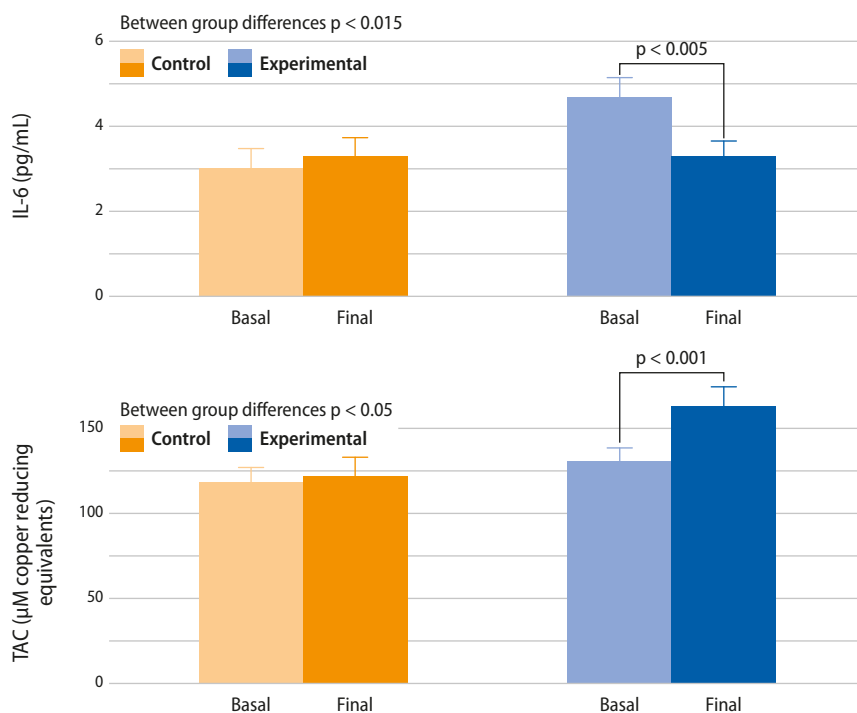 Between group differences p < 0.015
6
Control Experimental
p < 0.005
4
IL-6 (pg/mL)
2
0
Basal Final Basal Final
p < 0.001
Between group differences p < 0.05
150
Control Experimental
100
TAC (µM copper reducing
equivalents)
50
0
Basal Final Basal Final